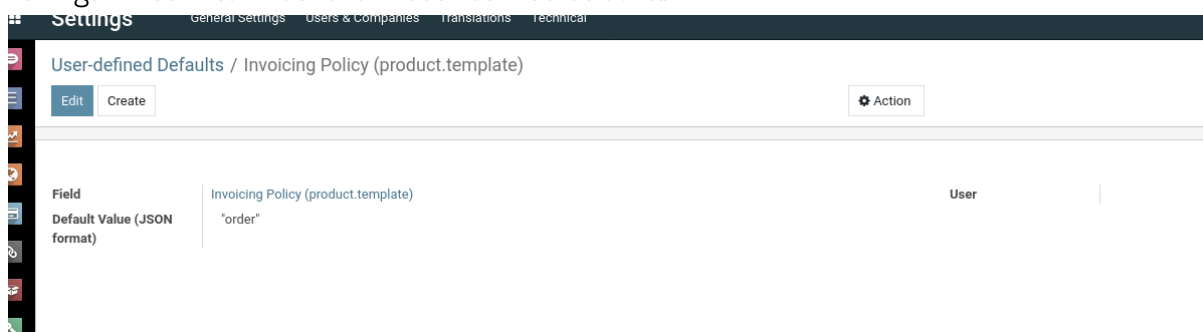 Settings General Settings Users & Companies Translations Technical
User-defined Defaults / Invoicing Policy (product.template)
Edit Create Action
Field Invoicing Policy (product.template) User
Default Value (JSON "order"
format)